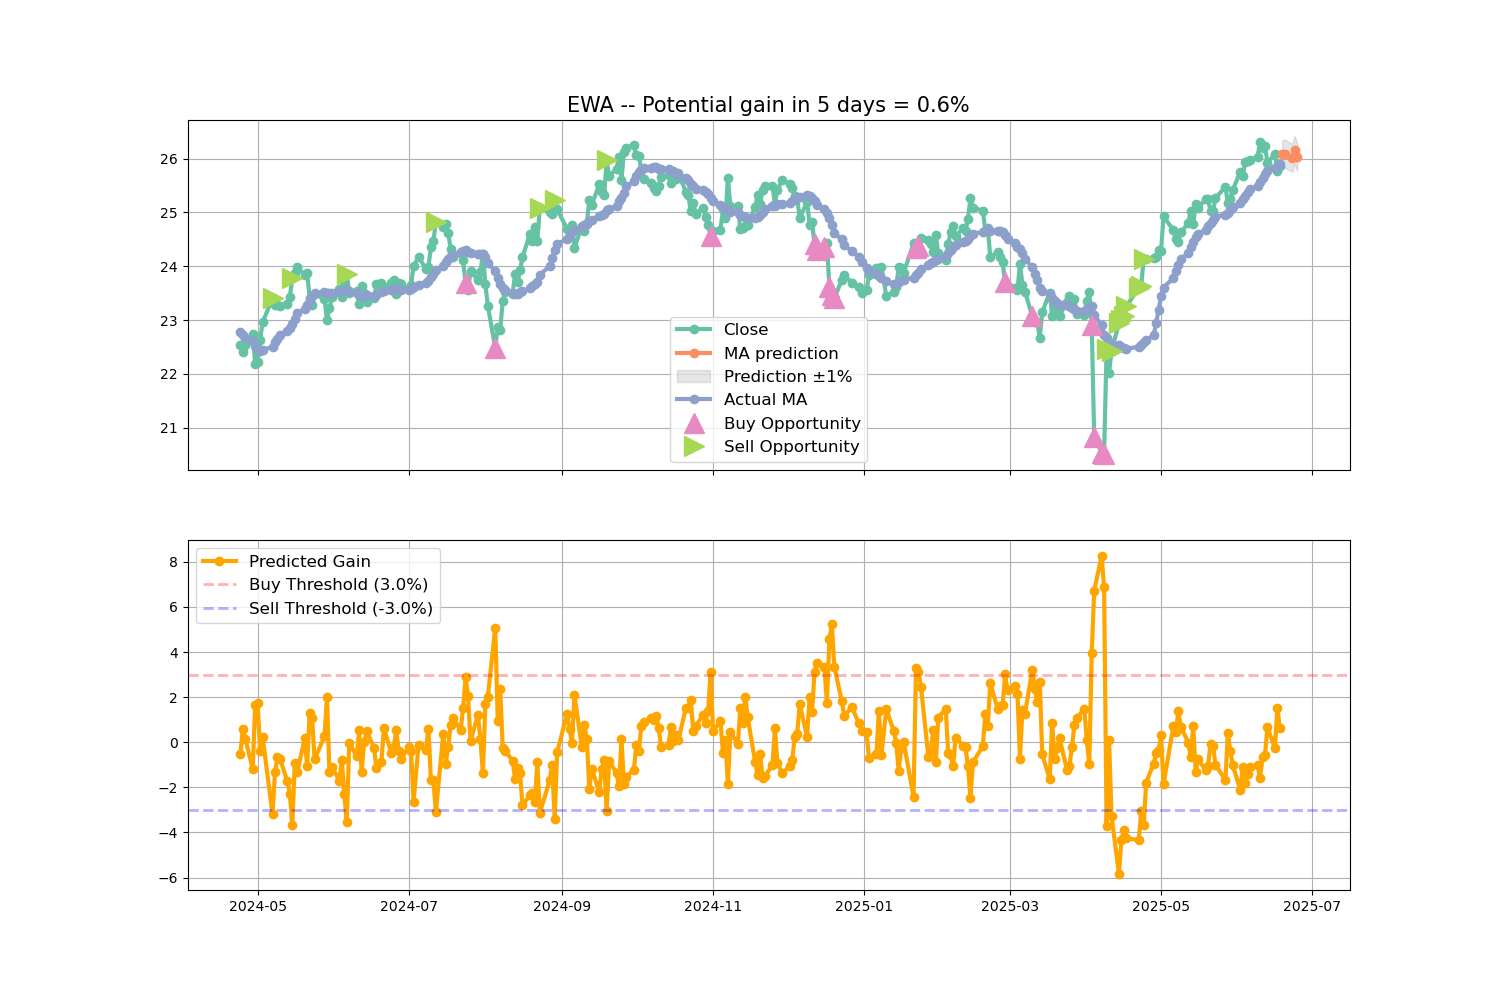 EWA -- Potential gain in 5 days = 0.6%
26
25
24
23
22
21
Close
MA prediction
Prediction ±1%
Actual MA
Buy Opportunity
Sell Opportunity
8
6
4
2
0
−2
−4
−6
Predicted Gain
Buy Threshold (3.0%)
Sell Threshold (-3.0%)
2024-05 2024-07 2024-09 2024-11 2025-01 2025-03 2025-05 2025-07